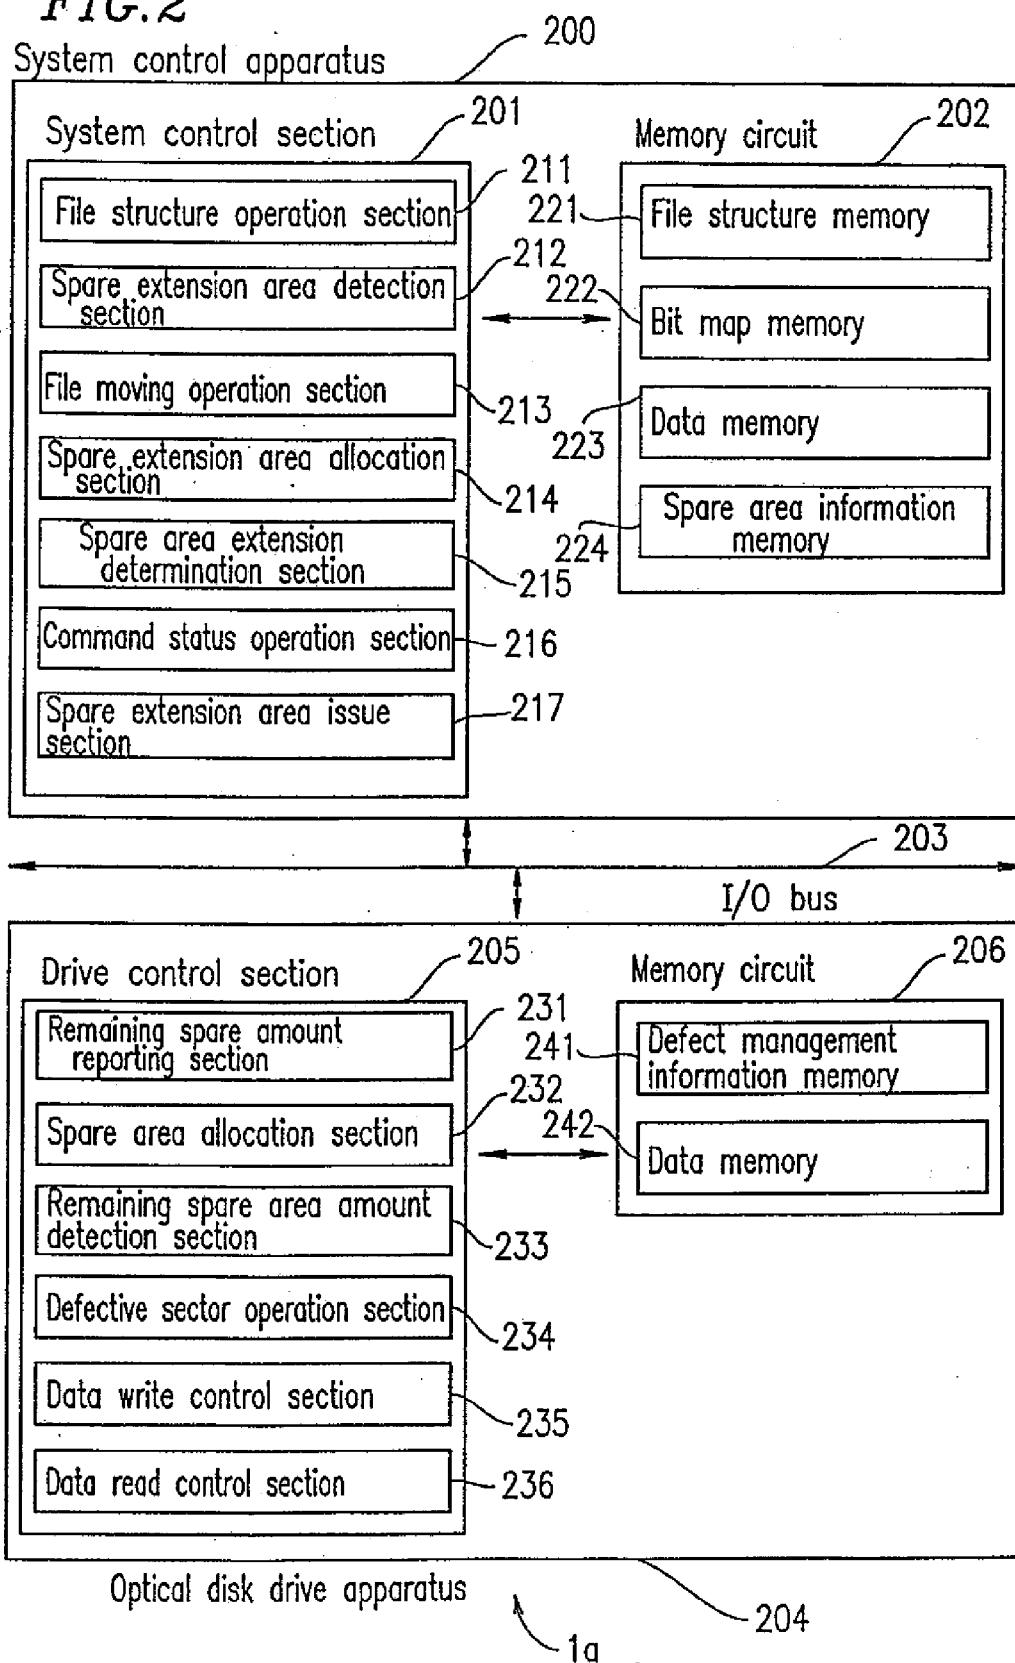 FIG.2
200
System control apparatus
201
System control section
202
Memory circuit
211
File structure operation section
221
File structure memory
212
Spare extension area detection
section
222
Bit map memory
File moving operation section
213
223
Data memory
Spare extension area allocation
section
214
224
Spare area information
memory
Spare area extension
determination section
215
Command status operation section
216
Spare extension area issue
section
217
203
I/O bus
205
Drive control section
206
Memory circuit
231
Remaining spare amount
reporting section
241
Defect management
information memory
232
Spare area allocation section
242
Data memory
Remaining spare area amount
detection section
233
Defective sector operation section
234
Data write control section
235
Data read control section
236
Optical disk drive apparatus
204
1a